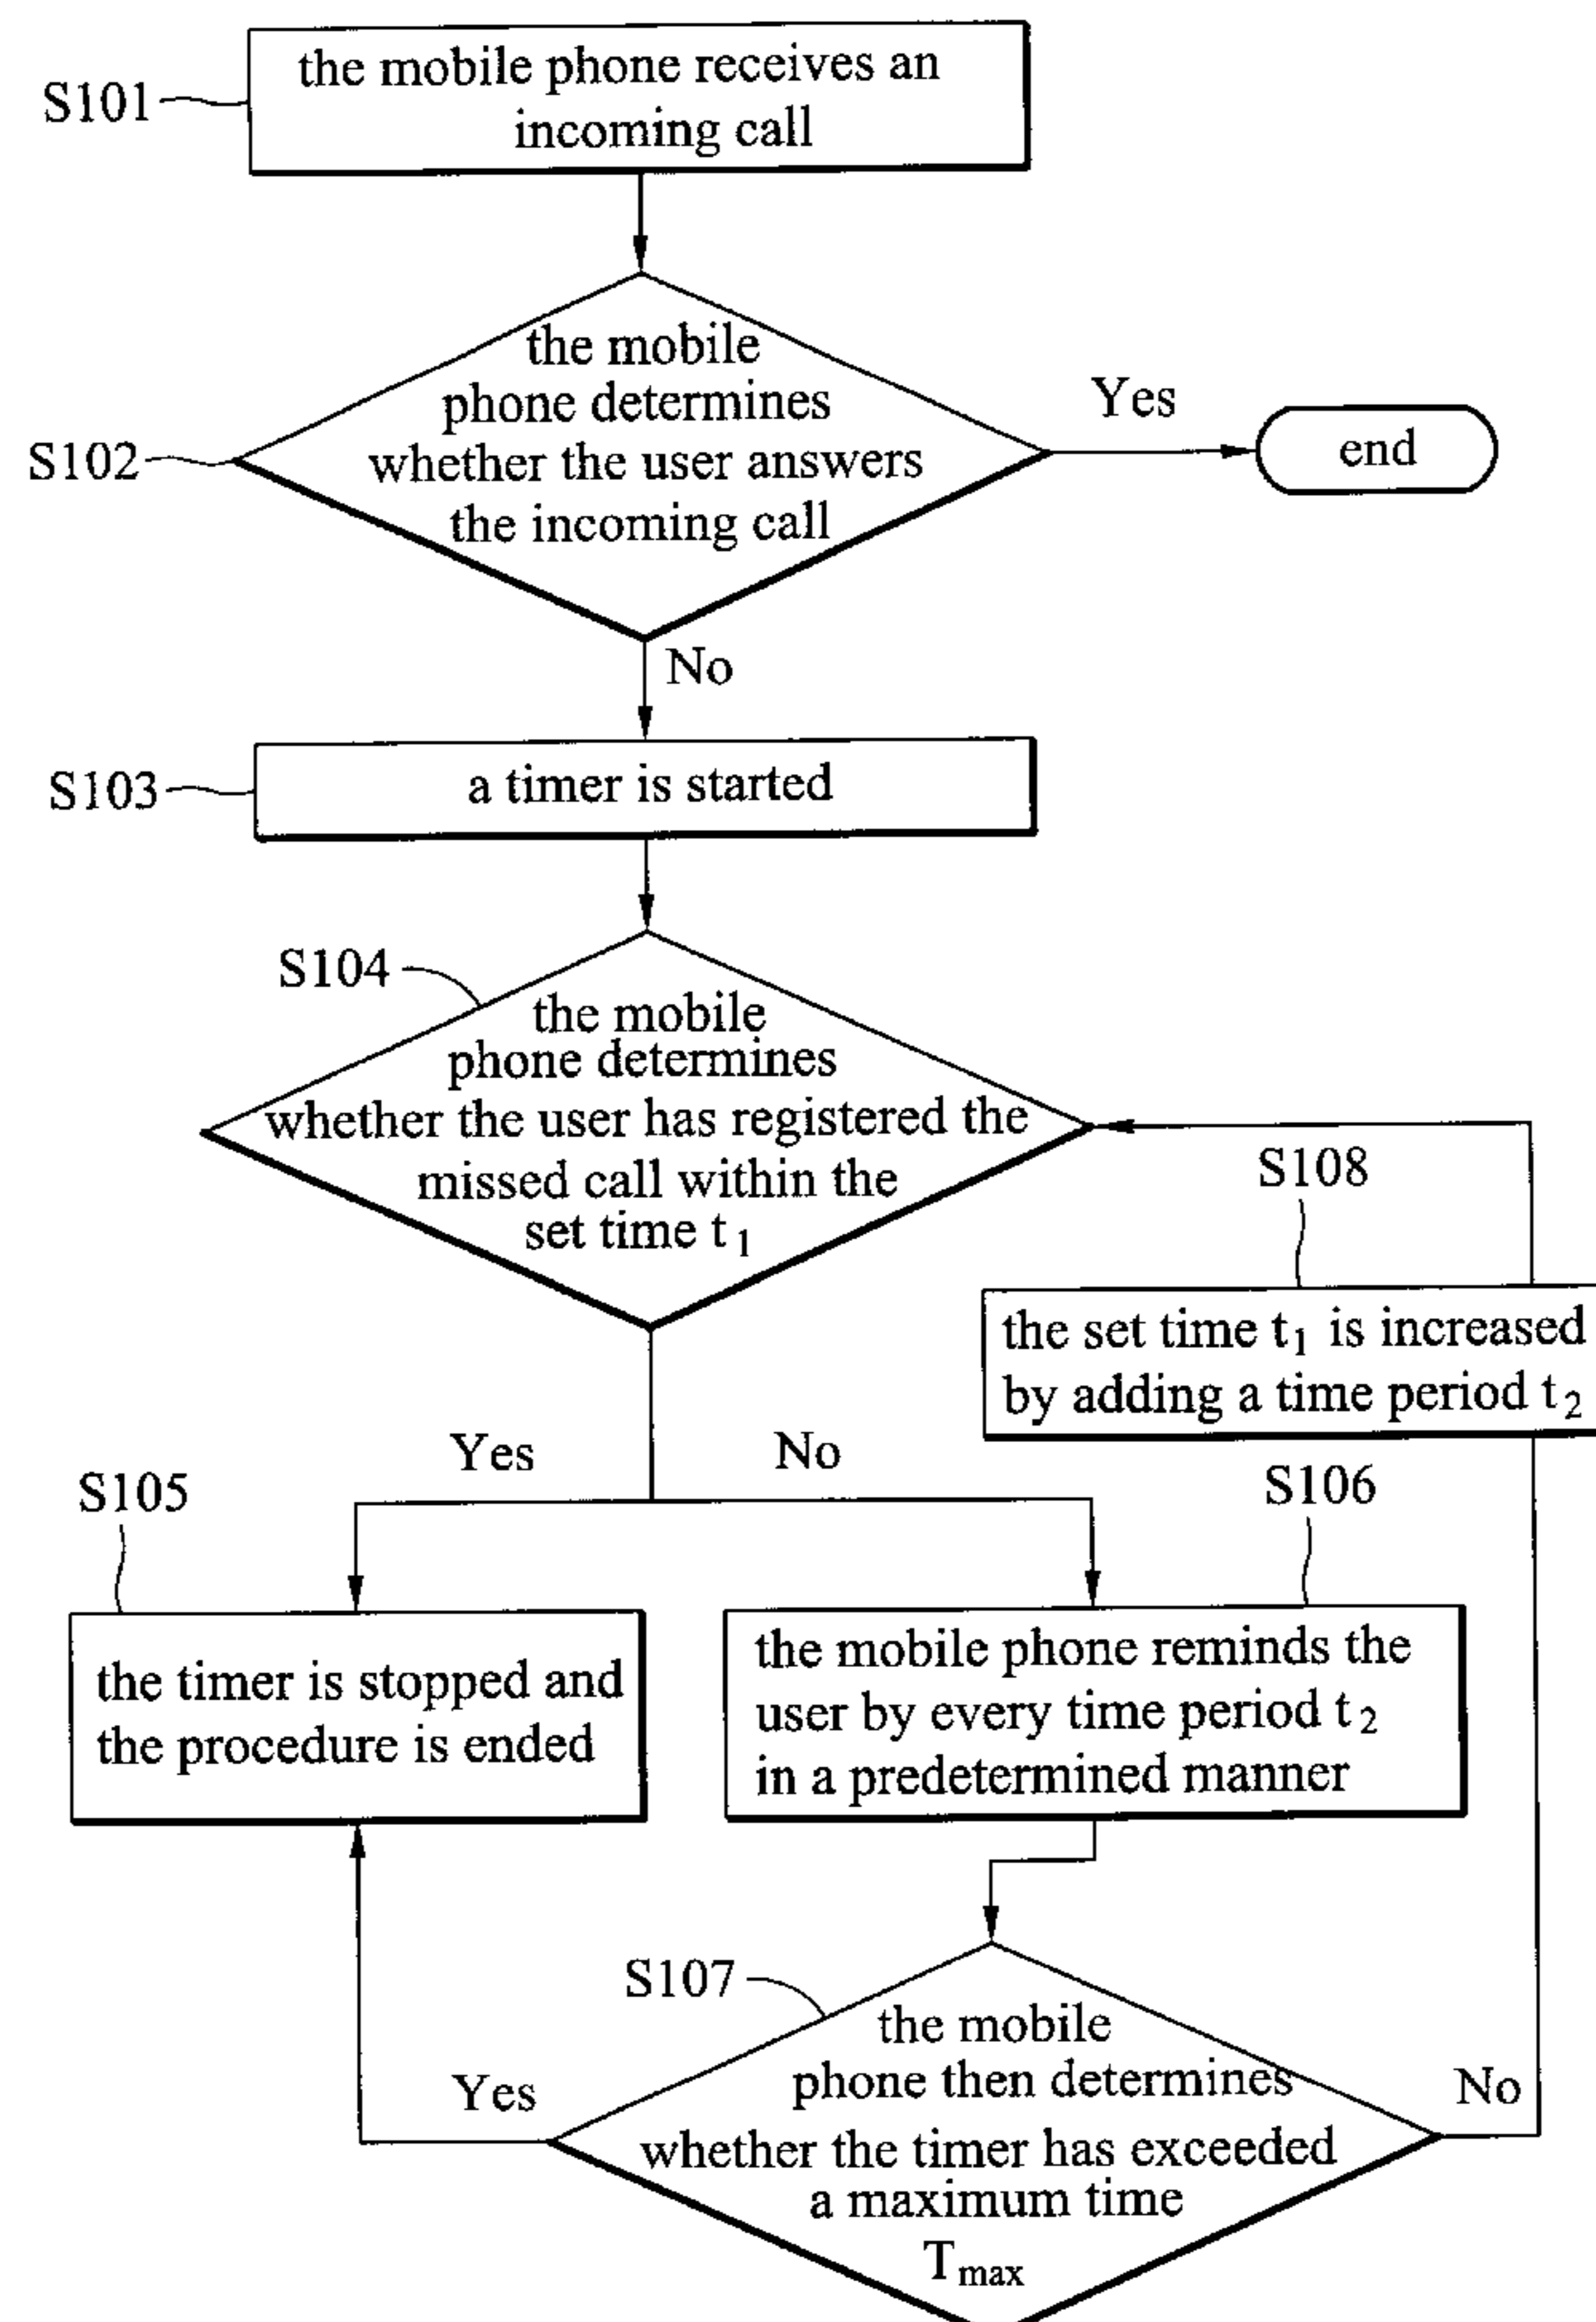 the mobile phone receives an
incoming call
S101
the mobile
phone determines
whether the user answers
the incoming call
S102
Yes
end
No
S103
a timer is started
S104
the mobile
phone determines
whether the user has registered the
missed call within the
set time t1
S108
the set time t1 is increased
by adding a time period t2
Yes
No
S105
S106
the timer is stopped and
the procedure is ended
the mobile phone reminds the
user by every time period t2
in a predetermined manner
S107
the mobile
phone then determines
whether the timer has exceeded
a maximum time
Tmax
Yes
No